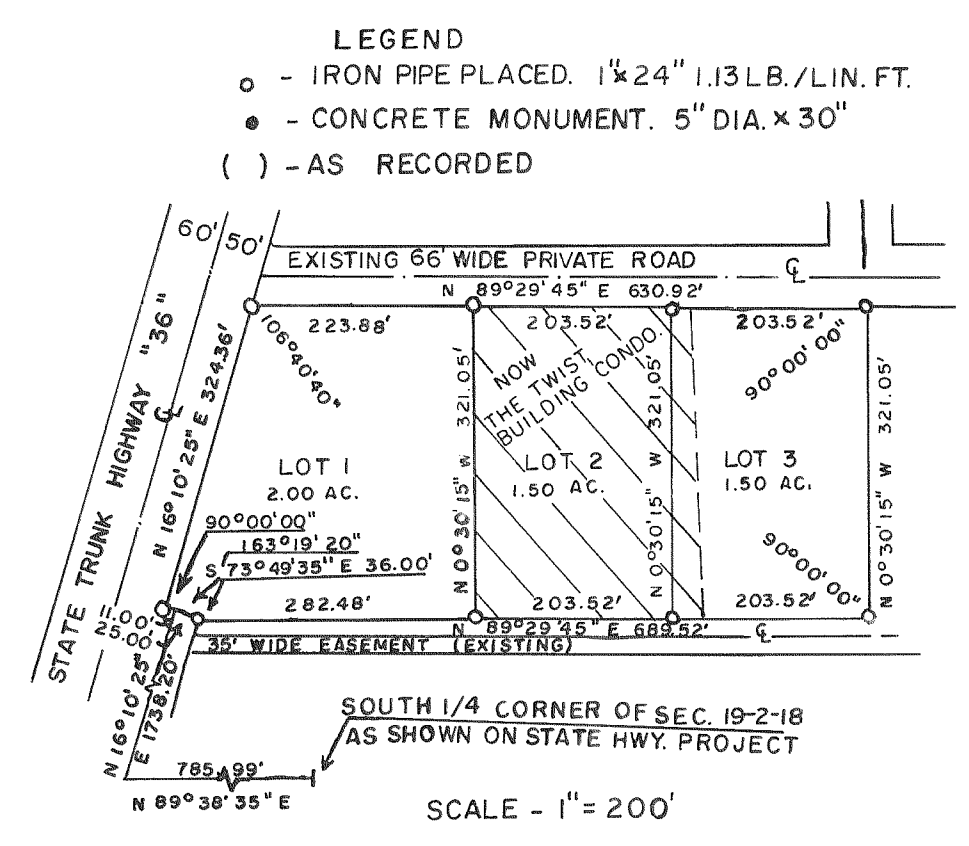 LEGEND
○ - IRON PIPE PLACED. 1"x24" 1.13LB./LIN. FT.
● - CONCRETE MONUMENT. 5" DIA. x 30"
( ) - AS RECORDED
60' 50'
EXISTING 66' WIDE PRIVATE ROAD
N 89°29'45" E 630.92'
223.88'
203.52'
203.52'
106°40'40"
90°00'00"
STATE TRUNK HIGHWAY "36"
N 16°10'25" E 324.36'
NOW
THE TWIST,
BUILDING CONDO.
N 0°30'15" W 321.05'
N 0°30'15" W 321.05'
N 0°30'15" W 321.05'
LOT 1
2.00 AC.
LOT 2
1.50 AC.
LOT 3
1.50 AC.
90°00'00"
163°19'20"
S 73°49'35" E 36.00'
90°00'00"
11.00'
25.00'
282.48'
203.52'
203.52'
N 89°29'45" E 689.52'
35' WIDE EASEMENT (EXISTING)
N 16°10'25"
E 1738.20'
SOUTH 1/4 CORNER OF SEC. 19-2-18
AS SHOWN ON STATE HWY. PROJECT
785.99'
N 89°38'35" E
SCALE - 1" = 200'